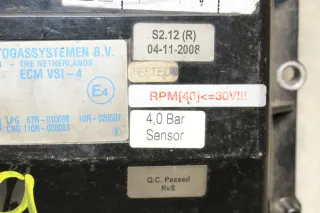 S2.12 (R)
04-11-2008
TOGASSYSTEMEN B.V.
- THE NETHERLANDS
ECM VSI-4
TESTED
E4
RPM[40]<=30V!!!
LPG 67R-010098 10R-020507
CNG 110R-000003
4,0 Bar
Sensor
Q.C. Passed
RvS